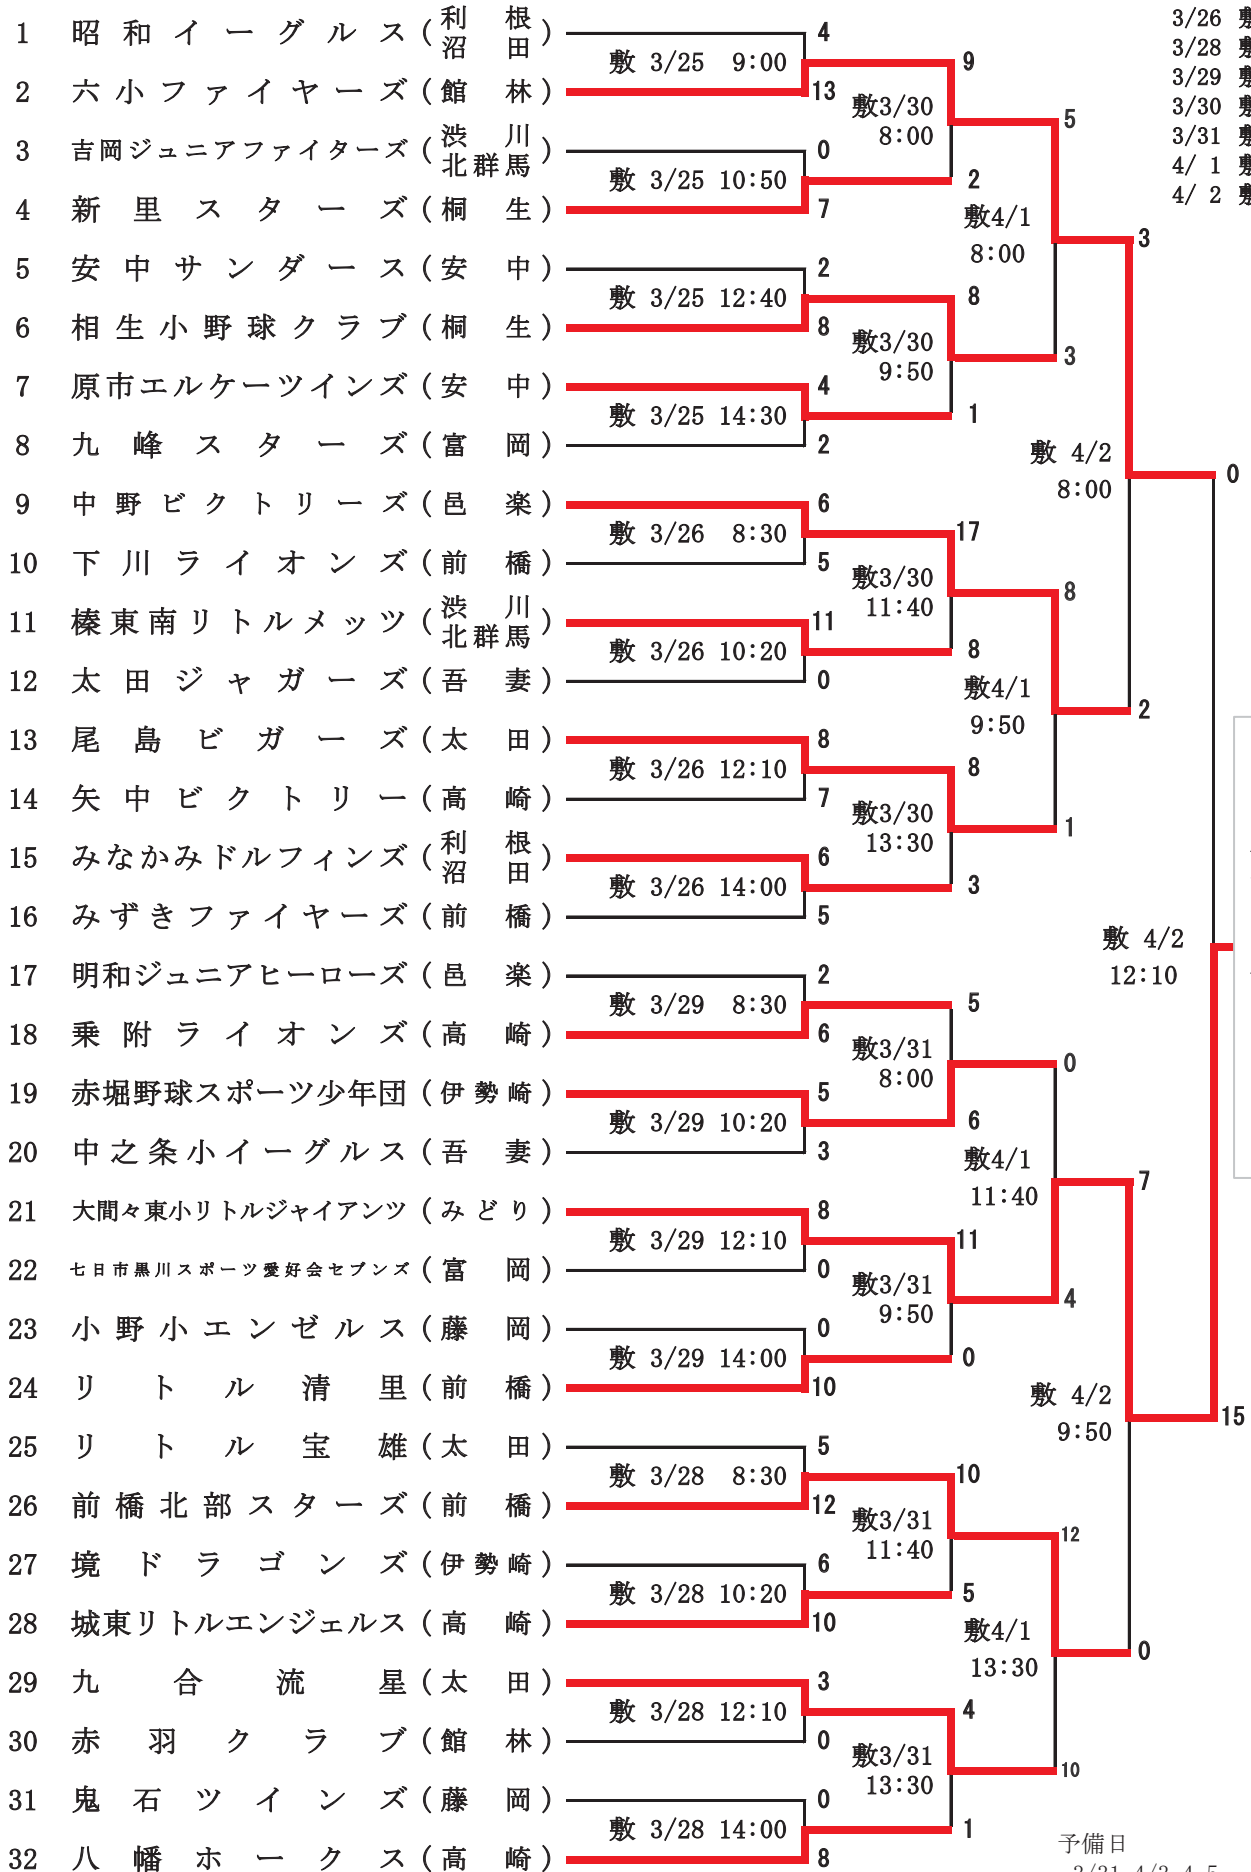 1 昭和イーグルス(利根沼田) 4
敷 3/25 9:00
2 六小ファイヤーズ(館林) 13
9
敷3/30 8:00
3 吉岡ジュニアファイターズ(渋川北群馬) 0
敷 3/25 10:50
4 新里スターズ(桐生) 7
2
5
敷4/1 8:00
5 安中サンダース(安中) 2
敷 3/25 12:40
6 相生小野球クラブ(桐生) 8
8
敷3/30 9:50
7 原市エルケーツインズ(安中) 4
敷 3/25 14:30
8 九峰スターズ(富岡) 2
1
3
3
敷 4/2 8:00
9 中野ビクトリーズ(邑楽) 6
敷 3/26 8:30
10 下川ライオンズ(前橋) 5
17
敷3/30 11:40
11 榛東南リトルメッツ(渋川北群馬) 11
敷 3/26 10:20
12 太田ジャガーズ(吾妻) 0
8
8
敷4/1 9:50
13 尾島ビガーズ(太田) 8
敷 3/26 12:10
14 矢中ビクトリー(高崎) 7
8
敷3/30 13:30
15 みなかみドルフィンズ(利根沼田) 6
敷 3/26 14:00
16 みずきファイヤーズ(前橋) 5
3
1
2
0
敷 4/2 12:10
17 明和ジュニアヒーローズ(邑楽) 2
敷 3/29 8:30
18 乗附ライオンズ(高崎) 6
5
敷3/31 8:00
19 赤堀野球スポーツ少年団(伊勢崎) 5
敷 3/29 10:20
20 中之条小イーグルス(吾妻) 3
6
0
敷4/1 11:40
21 大間々東小リトルジャイアンツ(みどり) 8
敷 3/29 12:10
22 七日市黒川スポーツ愛好会セブンズ(富岡) 0
11
敷3/31 9:50
23 小野小エンゼルス(藤岡) 0
敷 3/29 14:00
24 リトル清里(前橋) 10
0
4
7
敷 4/2 9:50
15
25 リトル宝雄(太田) 5
敷 3/28 8:30
26 前橋北部スターズ(前橋) 12
10
敷3/31 11:40
27 境ドラゴンズ(伊勢崎) 6
敷 3/28 10:20
28 城東リトルエンジェルス(高崎) 10
5
12
敷4/1 13:30
0
29 九合流星(太田) 3
敷 3/28 12:10
30 赤羽クラブ(館林) 0
4
敷3/31 13:30
31 鬼石ツインズ(藤岡) 0
敷 3/28 14:00
32 八幡ホークス(高崎) 8
1
10
3/26
3/28
3/29
3/30
3/31
4/ 1
4/ 2
予備日